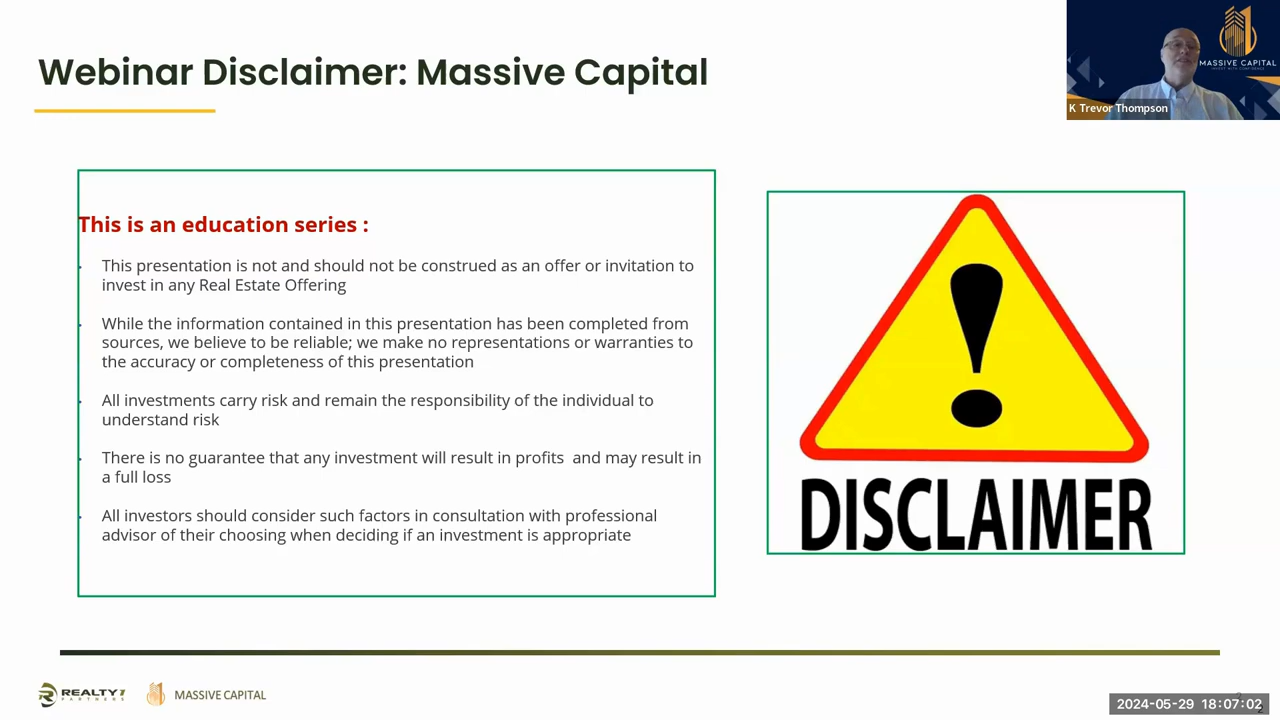 Webinar Disclaimer: Massive Capital
MASSIVE CAPITAL
INVEST WITH CONFIDENCE
K Trevor Thompson
This is an education series :
This presentation is not and should not be construed as an offer or invitation to
invest in any Real Estate Offering
While the information contained in this presentation has been completed from
sources, we believe to be reliable; we make no representations or warranties to
the accuracy or completeness of this presentation
All investments carry risk and remain the responsibility of the individual to
understand risk
There is no guarantee that any investment will result in profits  and may result in
a full loss
All investors should consider such factors in consultation with professional
advisor of their choosing when deciding if an investment is appropriate
DISCLAIMER
REALTY1
PARTNERS
MASSIVE CAPITAL
2024-05-29 18:07:02